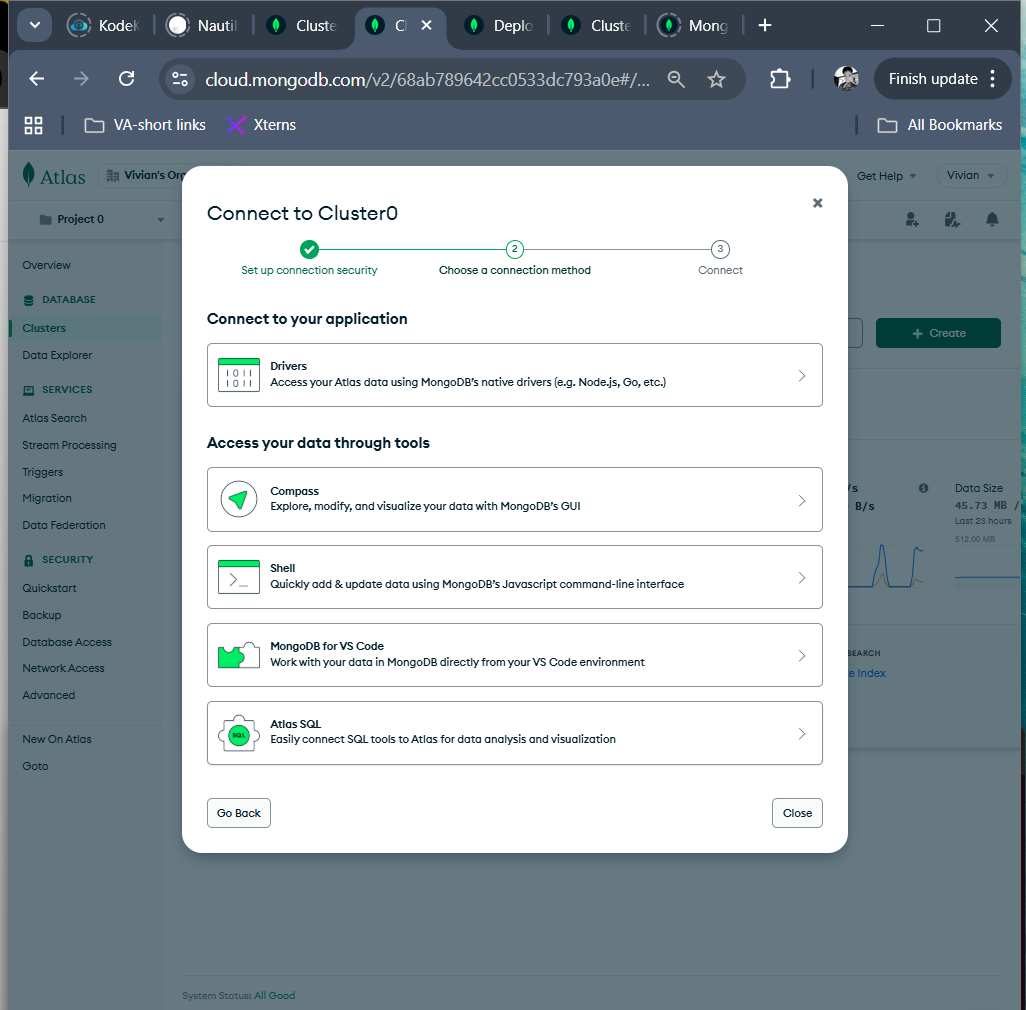 Kodek
Nautil
Cluste
Cl
Deplo
Cluste
Mong
cloud.mongodb.com/v2/68ab789642cc0533dc793a0e#/...
Finish update
VA-short links
Xterns
All Bookmarks
Atlas
Vivian's Org
Get Help
Vivian
Project 0
Overview
DATABASE
Clusters
Data Explorer
SERVICES
Atlas Search
Stream Processing
Triggers
Migration
Data Federation
SECURITY
Quickstart
Backup
Database Access
Network Access
Advanced
New On Atlas
Goto
Connect to Cluster0
2
3
Set up connection security
Choose a connection method
Connect
Connect to your application
Drivers
Access your Atlas data using MongoDB's native drivers (e.g. Node.js, Go, etc.)
Access your data through tools
Compass
Explore, modify, and visualize your data with MongoDB's GUI
Shell
Quickly add & update data using MongoDB's Javascript command-line interface
MongoDB for VS Code
Work with your data in MongoDB directly from your VS Code environment
SQL
Atlas SQL
Easily connect SQL tools to Atlas for data analysis and visualization
Go Back
Close
+ Create
/s
B/s
Data Size
45.73 MB /
Last 23 hours
512.00 MB
SEARCH
e Index
System Status: All Good